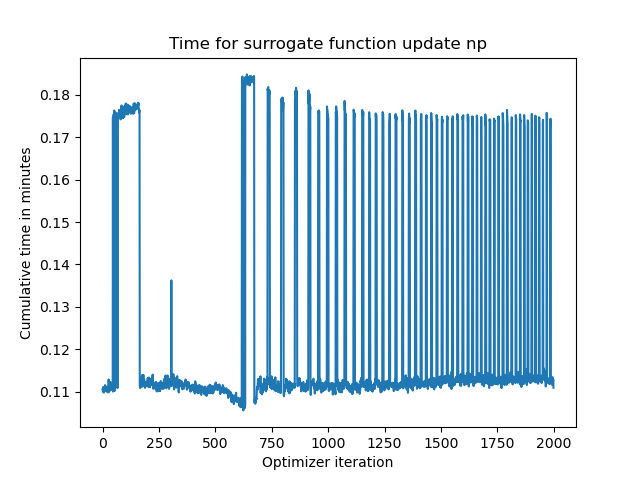 Time for surrogate function update np
Cumulative time in minutes
0.18
0.17
0.16
0.15
0.14
0.13
0.12
0.11
0 250 500 750 1000 1250 1500 1750 2000
Optimizer iteration